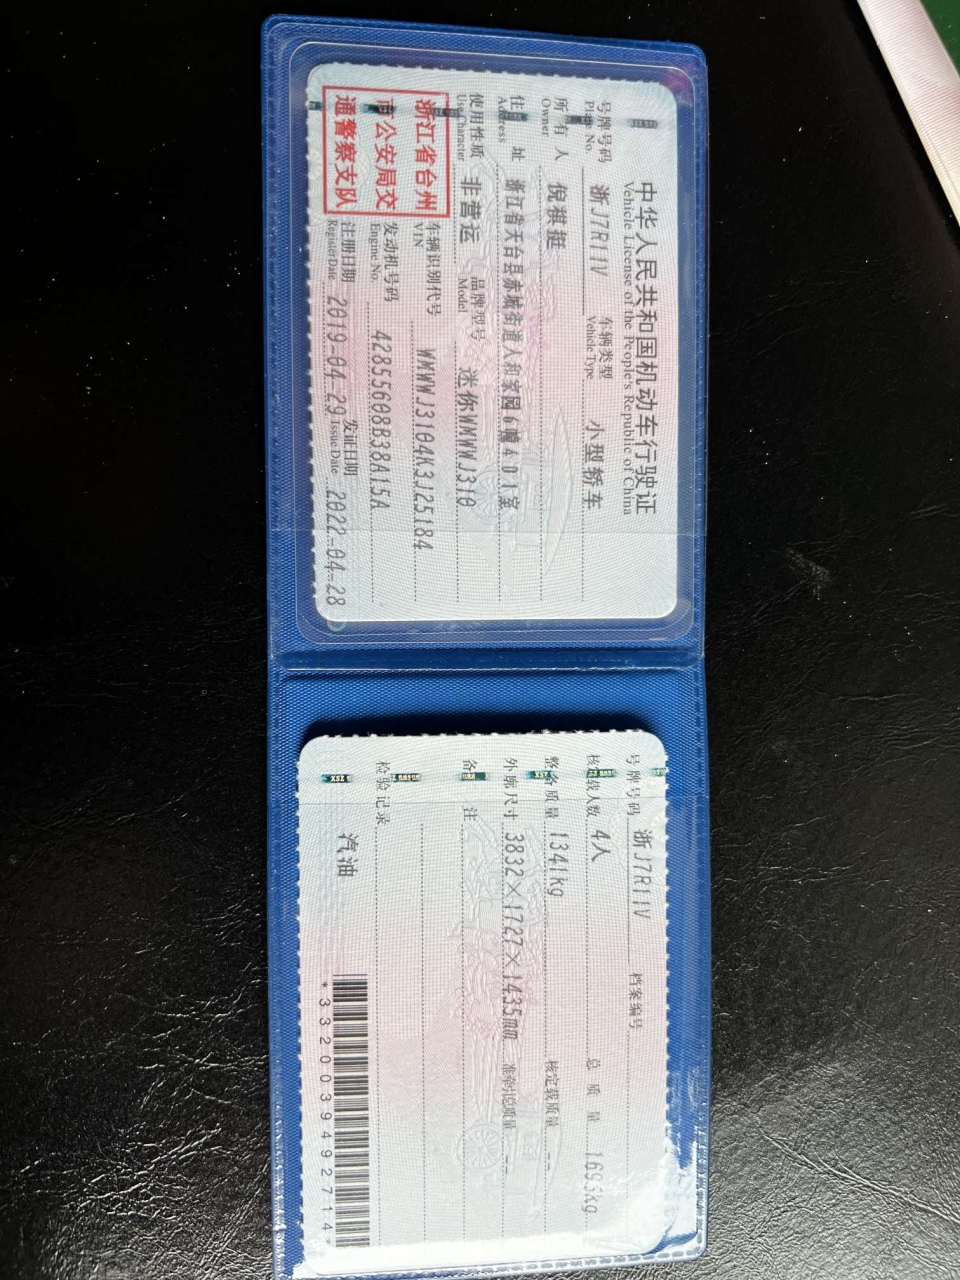 中华人民共和国机动车行驶证
Vehicle License of the People's Republic of China
号牌号码 浙J7R11V 车辆类型 小型轿车
Plate No. Vehicle Type
所有人 倪祺挺
Owner
住址 浙江省天台县赤城街道人和家园6幢401室
Address
使用性质 非营运 品牌型号 迷你WMWWJ310
Use Character Model
浙江省台州
市公安局交
通警察支队
车辆识别代号 WMWWJ3104K3J25184
VIN
发动机号码 42855608B38A15A
Engine No.
注册日期 2019-04-29 发证日期 2022-04-28
Register Date Issue Date
号牌号码 浙J7R11V 档案编号
核定载人数 4人 总质量 1695kg
整备质量 1341kg 核定载质量 --
外廓尺寸 3832×1727×1435mm 准牵引总质量 --
备注
检验记录
汽油
*3320039492714*